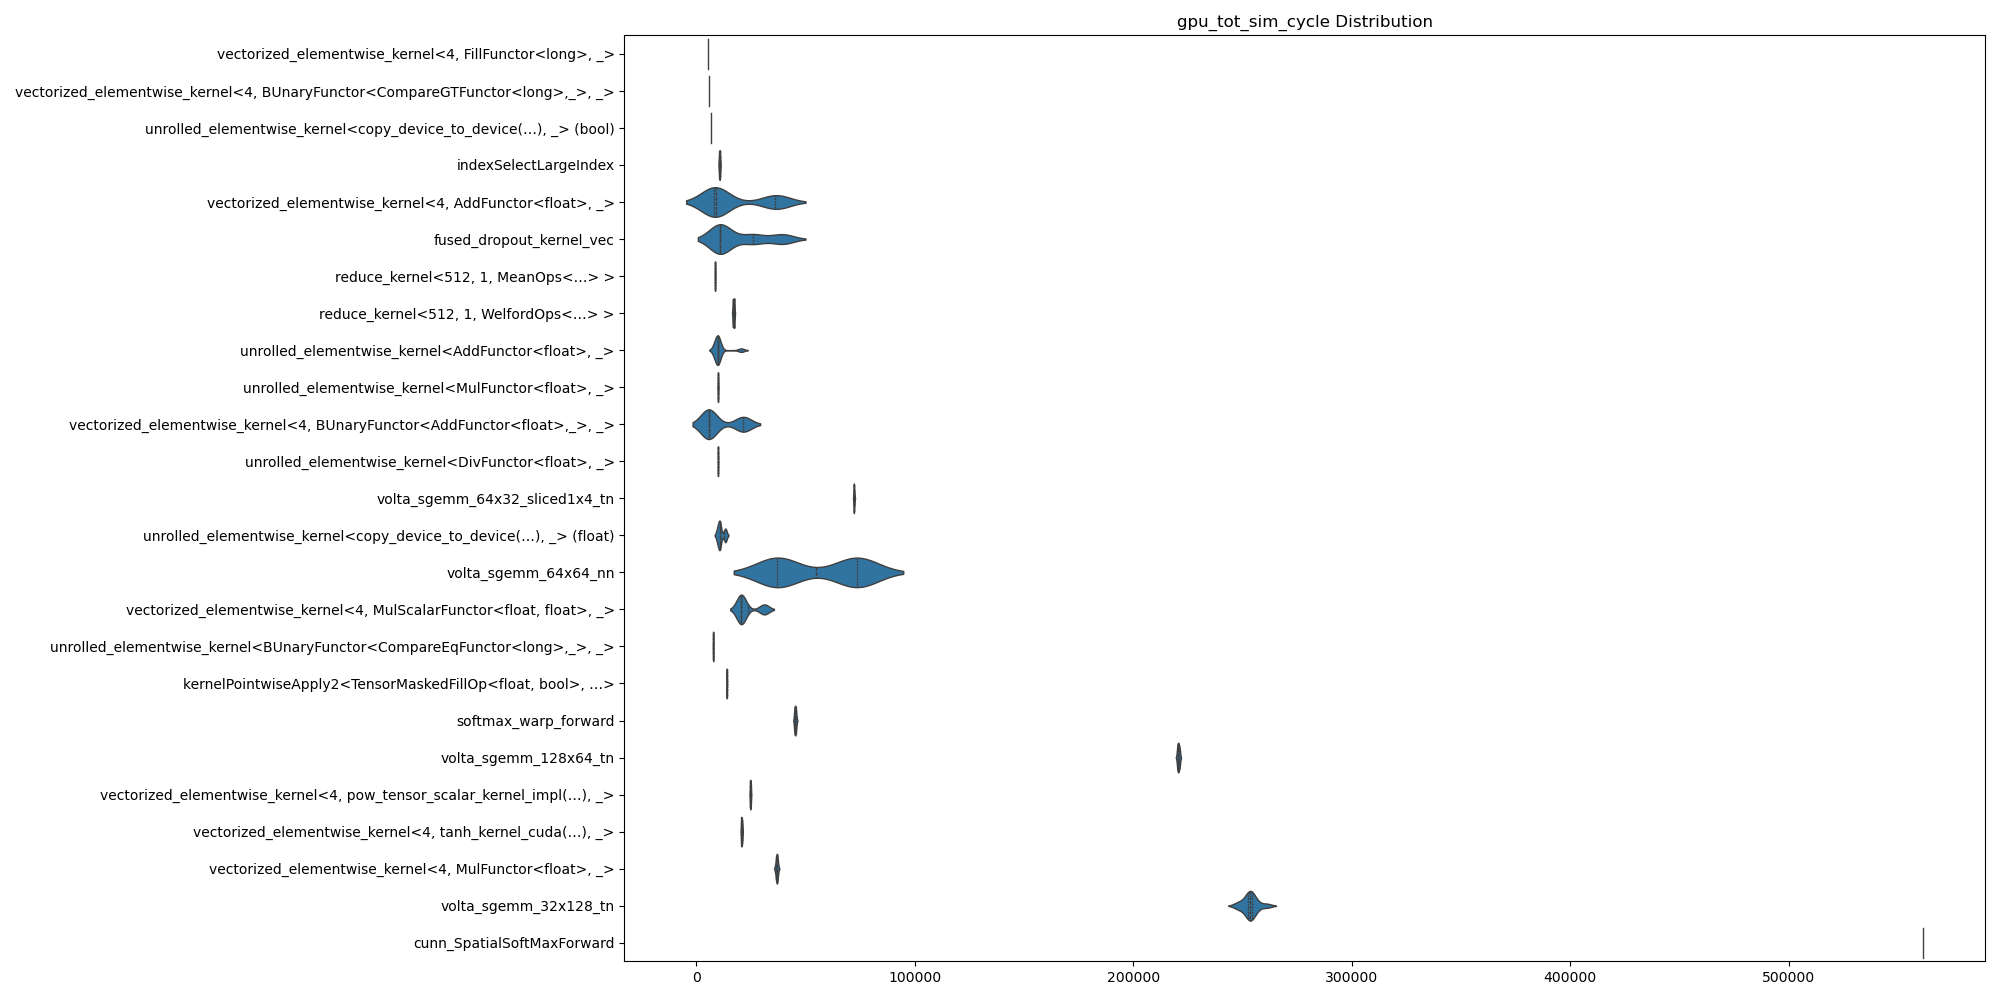 gpu_tot_sim_cycle Distribution
vectorized_elementwise_kernel<4, FillFunctor<long>, _>
vectorized_elementwise_kernel<4, BUnaryFunctor<CompareGTFunctor<long>,_>, _>
unrolled_elementwise_kernel<copy_device_to_device(...), _> (bool)
indexSelectLargeIndex
vectorized_elementwise_kernel<4, AddFunctor<float>, _>
fused_dropout_kernel_vec
reduce_kernel<512, 1, MeanOps<...> >
reduce_kernel<512, 1, WelfordOps<...> >
unrolled_elementwise_kernel<AddFunctor<float>, _>
unrolled_elementwise_kernel<MulFunctor<float>, _>
vectorized_elementwise_kernel<4, BUnaryFunctor<AddFunctor<float>,_>, _>
unrolled_elementwise_kernel<DivFunctor<float>, _>
volta_sgemm_64x32_sliced1x4_tn
unrolled_elementwise_kernel<copy_device_to_device(...), _> (float)
volta_sgemm_64x64_nn
vectorized_elementwise_kernel<4, MulScalarFunctor<float, float>, _>
unrolled_elementwise_kernel<BUnaryFunctor<CompareEqFunctor<long>,_>, _>
kernelPointwiseApply2<TensorMaskedFillOp<float, bool>, ...>
softmax_warp_forward
volta_sgemm_128x64_tn
vectorized_elementwise_kernel<4, pow_tensor_scalar_kernel_impl(...), _>
vectorized_elementwise_kernel<4, tanh_kernel_cuda(...), _>
vectorized_elementwise_kernel<4, MulFunctor<float>, _>
volta_sgemm_32x128_tn
cunn_SpatialSoftMaxForward
0 100000 200000 300000 400000 500000